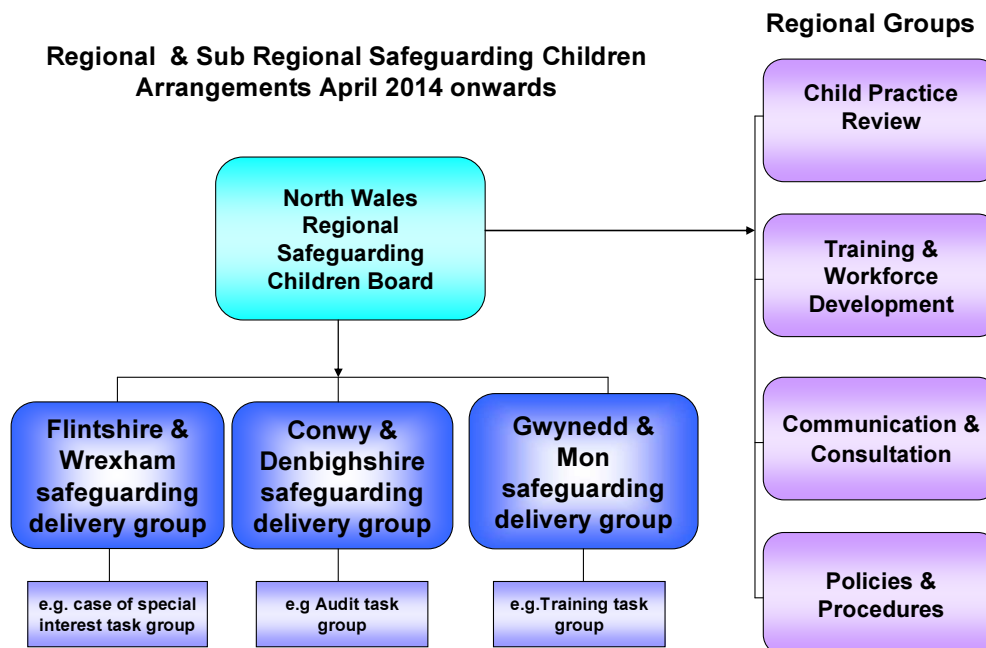 Regional & Sub Regional Safeguarding Children
Arrangements April 2014 onwards
Regional Groups
North Wales
Regional
Safeguarding
Children Board
Child Practice
Review
Training &
Workforce
Development
Communication &
Consultation
Policies &
Procedures
Flintshire &
Wrexham
safeguarding
delivery group
Conwy &
Denbighshire
safeguarding
delivery group
Gwynedd &
Mon
safeguarding
delivery group
e.g. case of special
interest task group
e.g Audit task
group
e.g.Training task
group